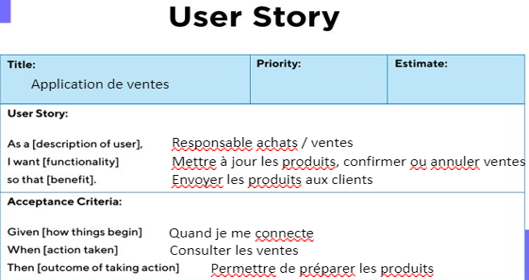 User Story
Title: Priority: Estimate:
Application de ventes
User Story:
As a [description of user], Responsable achats / ventes
I want [functionality] Mettre à jour les produits, confirmer ou annuler ventes
so that [benefit]. Envoyer les produits aux clients
Acceptance Criteria:
Given [how things begin] Quand je me connecte
When [action taken] Consulter les ventes
Then [outcome of taking action] Permettre de préparer les produits